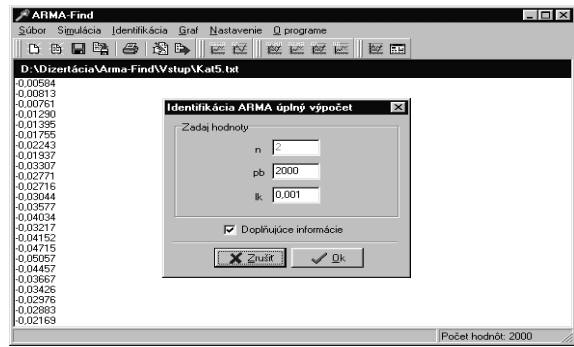 ARMA-Find
Súbor Simulácia Identifikácia Graf Nastavenie O programe
D:\Dizertácia\Arma-Find\Vstup\Kat5.txt
-0,00584
-0,00813
-0,00761
-0,01290
-0,01395
-0,01755
-0,02243
-0,01937
-0,03307
-0,02771
-0,02716
-0,03044
-0,03577
-0,04034
-0,03217
-0,04152
-0,04715
-0,05057
-0,04457
-0,03667
-0,03426
-0,02976
-0,02883
-0,02169
Identifikácia ARMA úplný výpočet
Zadaj hodnoty
n 2
pb 2000
lk 0,001
Doplňujúce informácie
Zrušiť Ok
Počet hodnôt: 2000